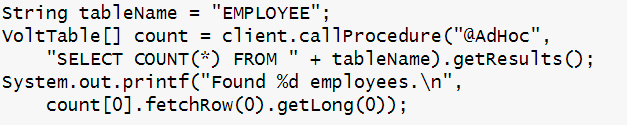 String tableName = "EMPLOYEE";
VoltTable[] count = client.callProcedure("@AdHoc",
    "SELECT COUNT(*) FROM " + tableName).getResults();
System.out.printf("Found %d employees.\n",
    count[0].fetchRow(0).getLong(0));